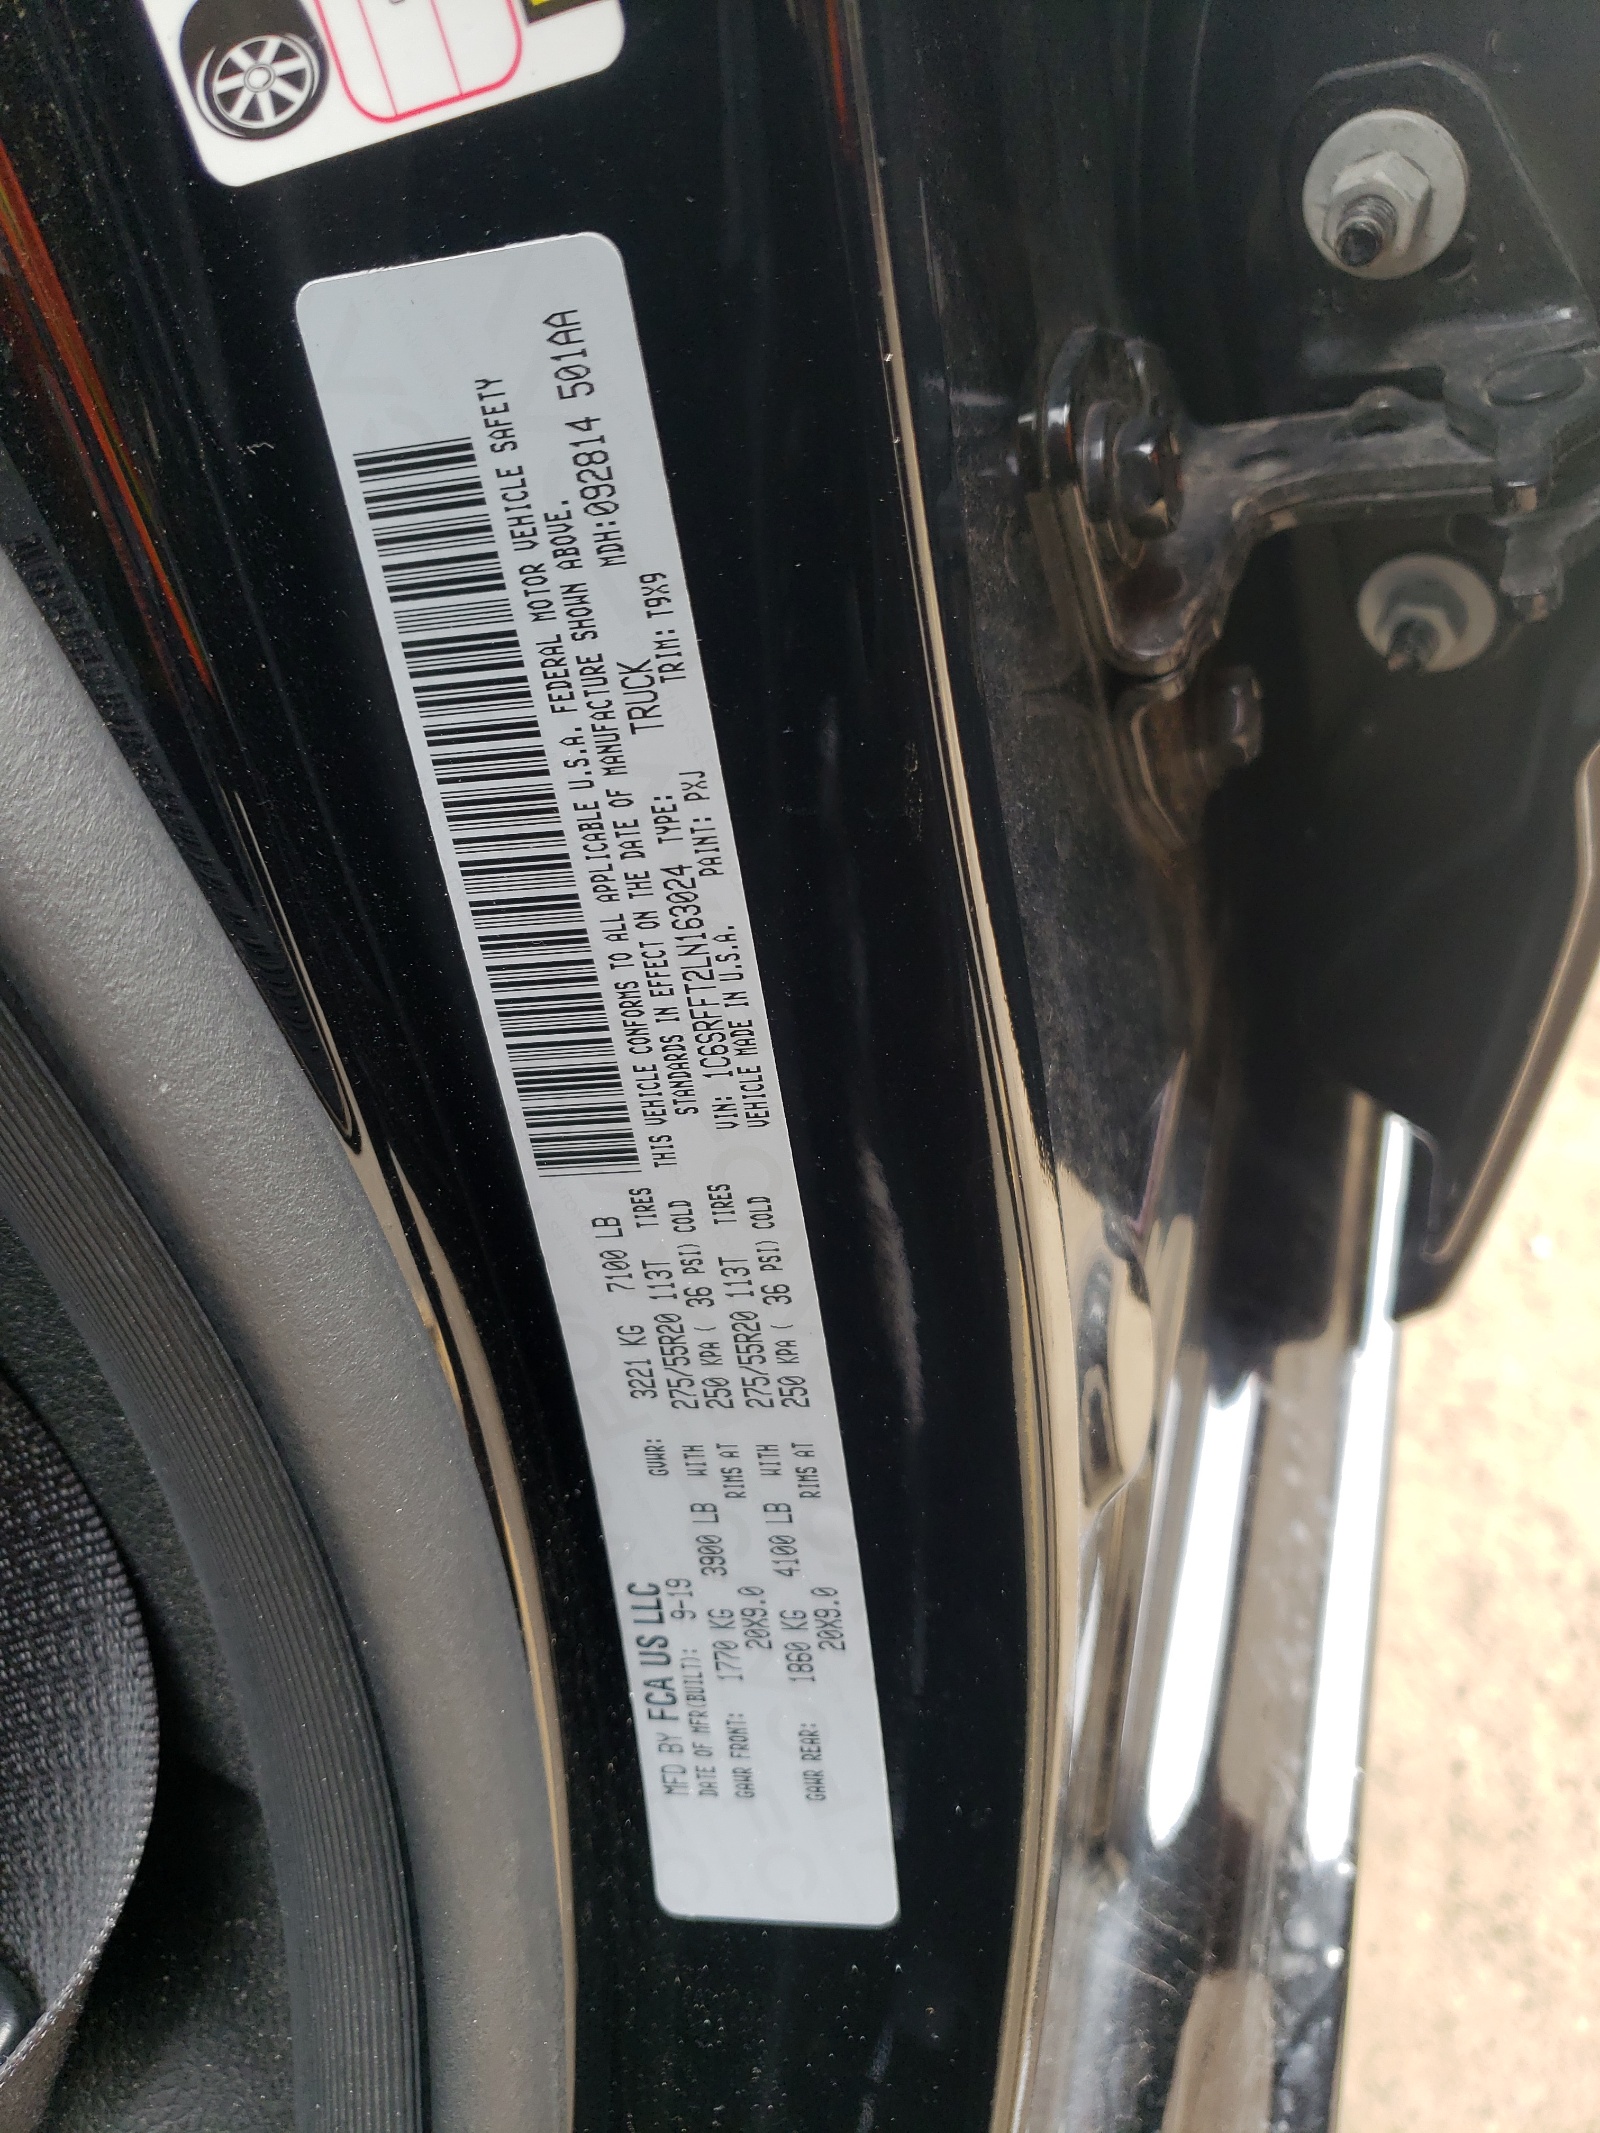 MFD BY FCA US LLC
DATE OF MFR(BUILT): 9-19 GVWR: 3221 KG 7100 LB
GAWR FRONT: 1770 KG 3900 LB WITH 275/55R20 113T TIRES
20X9.0 RIMS AT 250 KPA ( 36 PSI) COLD
GAWR REAR: 1860 KG 4100 LB WITH 275/55R20 113T TIRES
20X9.0 RIMS AT 250 KPA ( 36 PSI) COLD
THIS VEHICLE CONFORMS TO ALL APPLICABLE U.S.A. FEDERAL MOTOR VEHICLE SAFETY
STANDARDS IN EFFECT ON THE DATE OF MANUFACTURE SHOWN ABOVE.
VIN: 1C6SRFFT2LN163024 TYPE: TRUCK MDH:092814 501AA
VEHICLE MADE IN U.S.A. PAINT: PXJ TRIM: T9X9